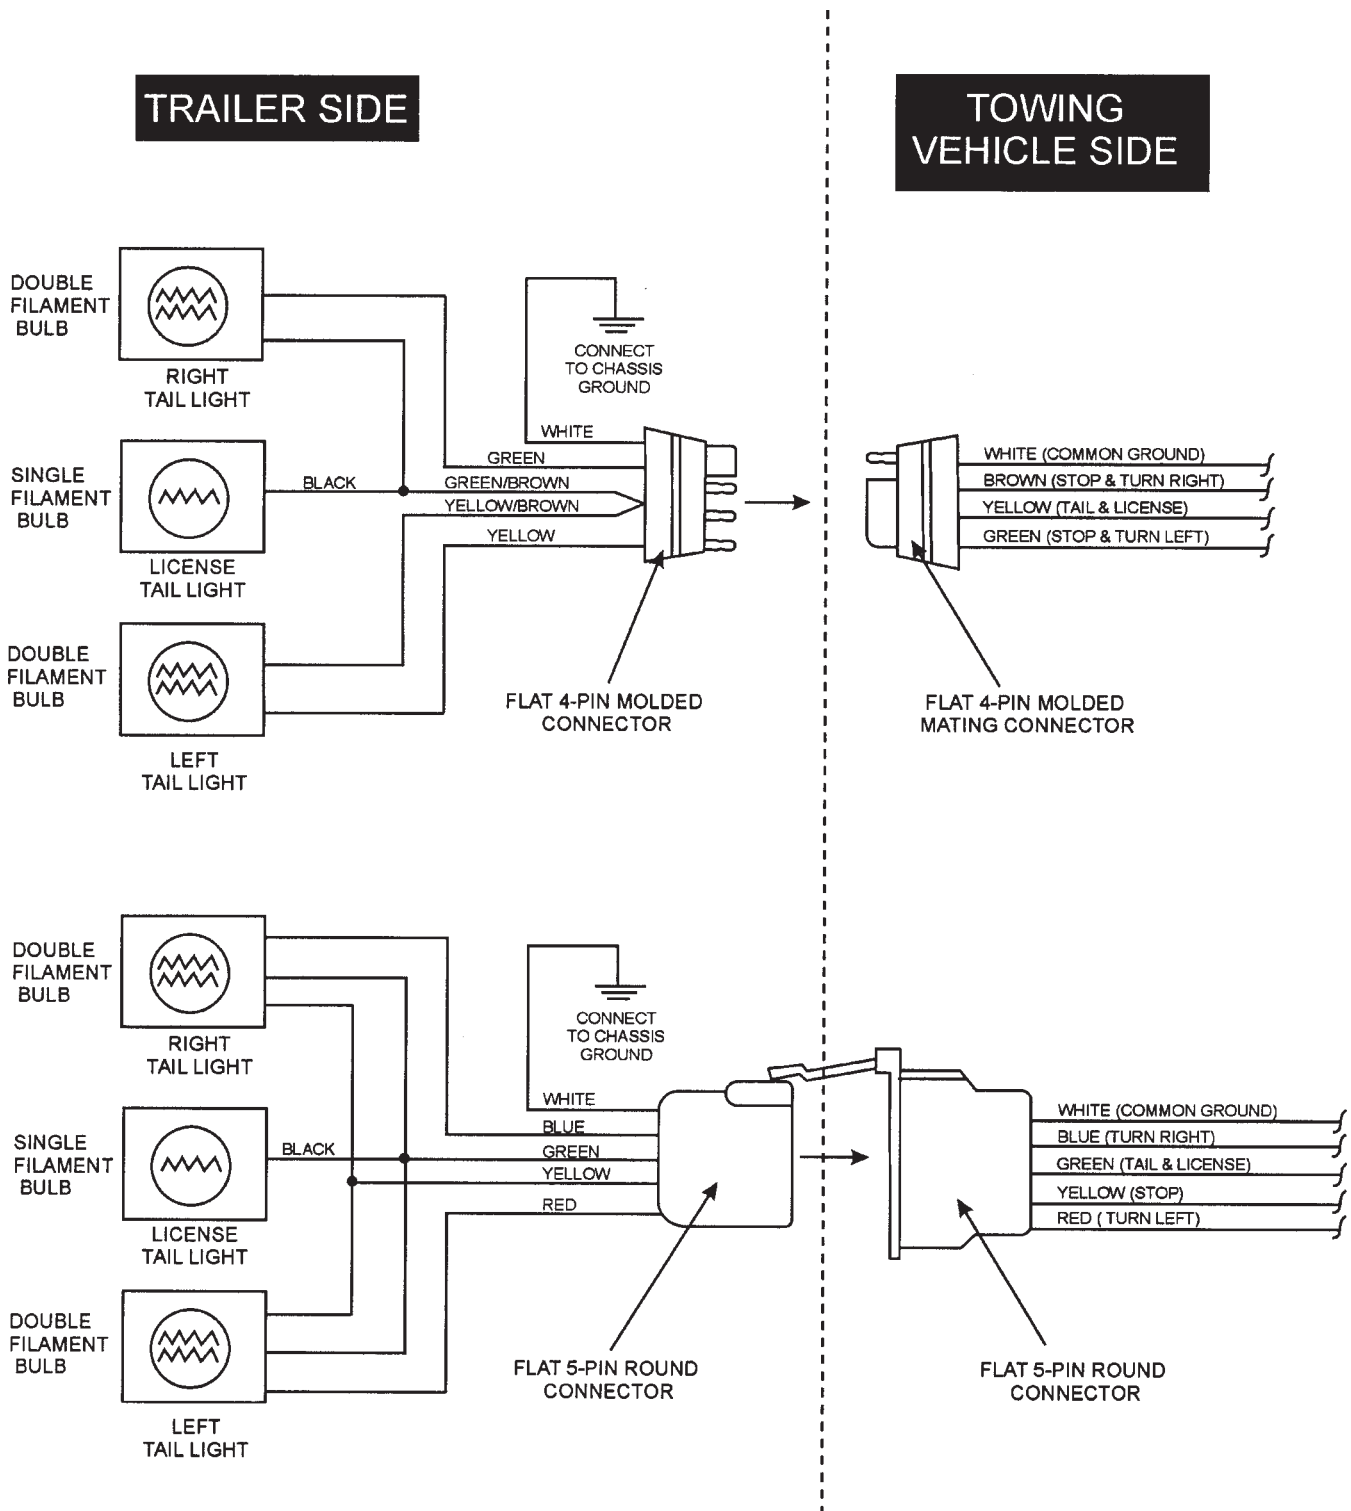 TRAILER SIDE
TOWING
VEHICLE SIDE
DOUBLE
FILAMENT
BULB
RIGHT
TAIL LIGHT
CONNECT
TO CHASSIS
GROUND
WHITE
GREEN
SINGLE
FILAMENT
BULB
BLACK
GREEN/BROWN
YELLOW/BROWN
YELLOW
LICENSE
TAIL LIGHT
WHITE (COMMON GROUND)
BROWN (STOP & TURN RIGHT)
YELLOW (TAIL & LICENSE)
GREEN (STOP & TURN LEFT)
DOUBLE
FILAMENT
BULB
LEFT
TAIL LIGHT
FLAT 4-PIN MOLDED
CONNECTOR
FLAT 4-PIN MOLDED
MATING CONNECTOR
DOUBLE
FILAMENT
BULB
RIGHT
TAIL LIGHT
CONNECT
TO CHASSIS
GROUND
WHITE
BLUE
SINGLE
FILAMENT
BULB
BLACK
GREEN
YELLOW
RED
LICENSE
TAIL LIGHT
WHITE (COMMON GROUND)
BLUE (TURN RIGHT)
GREEN (TAIL & LICENSE)
YELLOW (STOP)
RED ( TURN LEFT)
DOUBLE
FILAMENT
BULB
LEFT
TAIL LIGHT
FLAT 5-PIN ROUND
CONNECTOR
FLAT 5-PIN ROUND
CONNECTOR